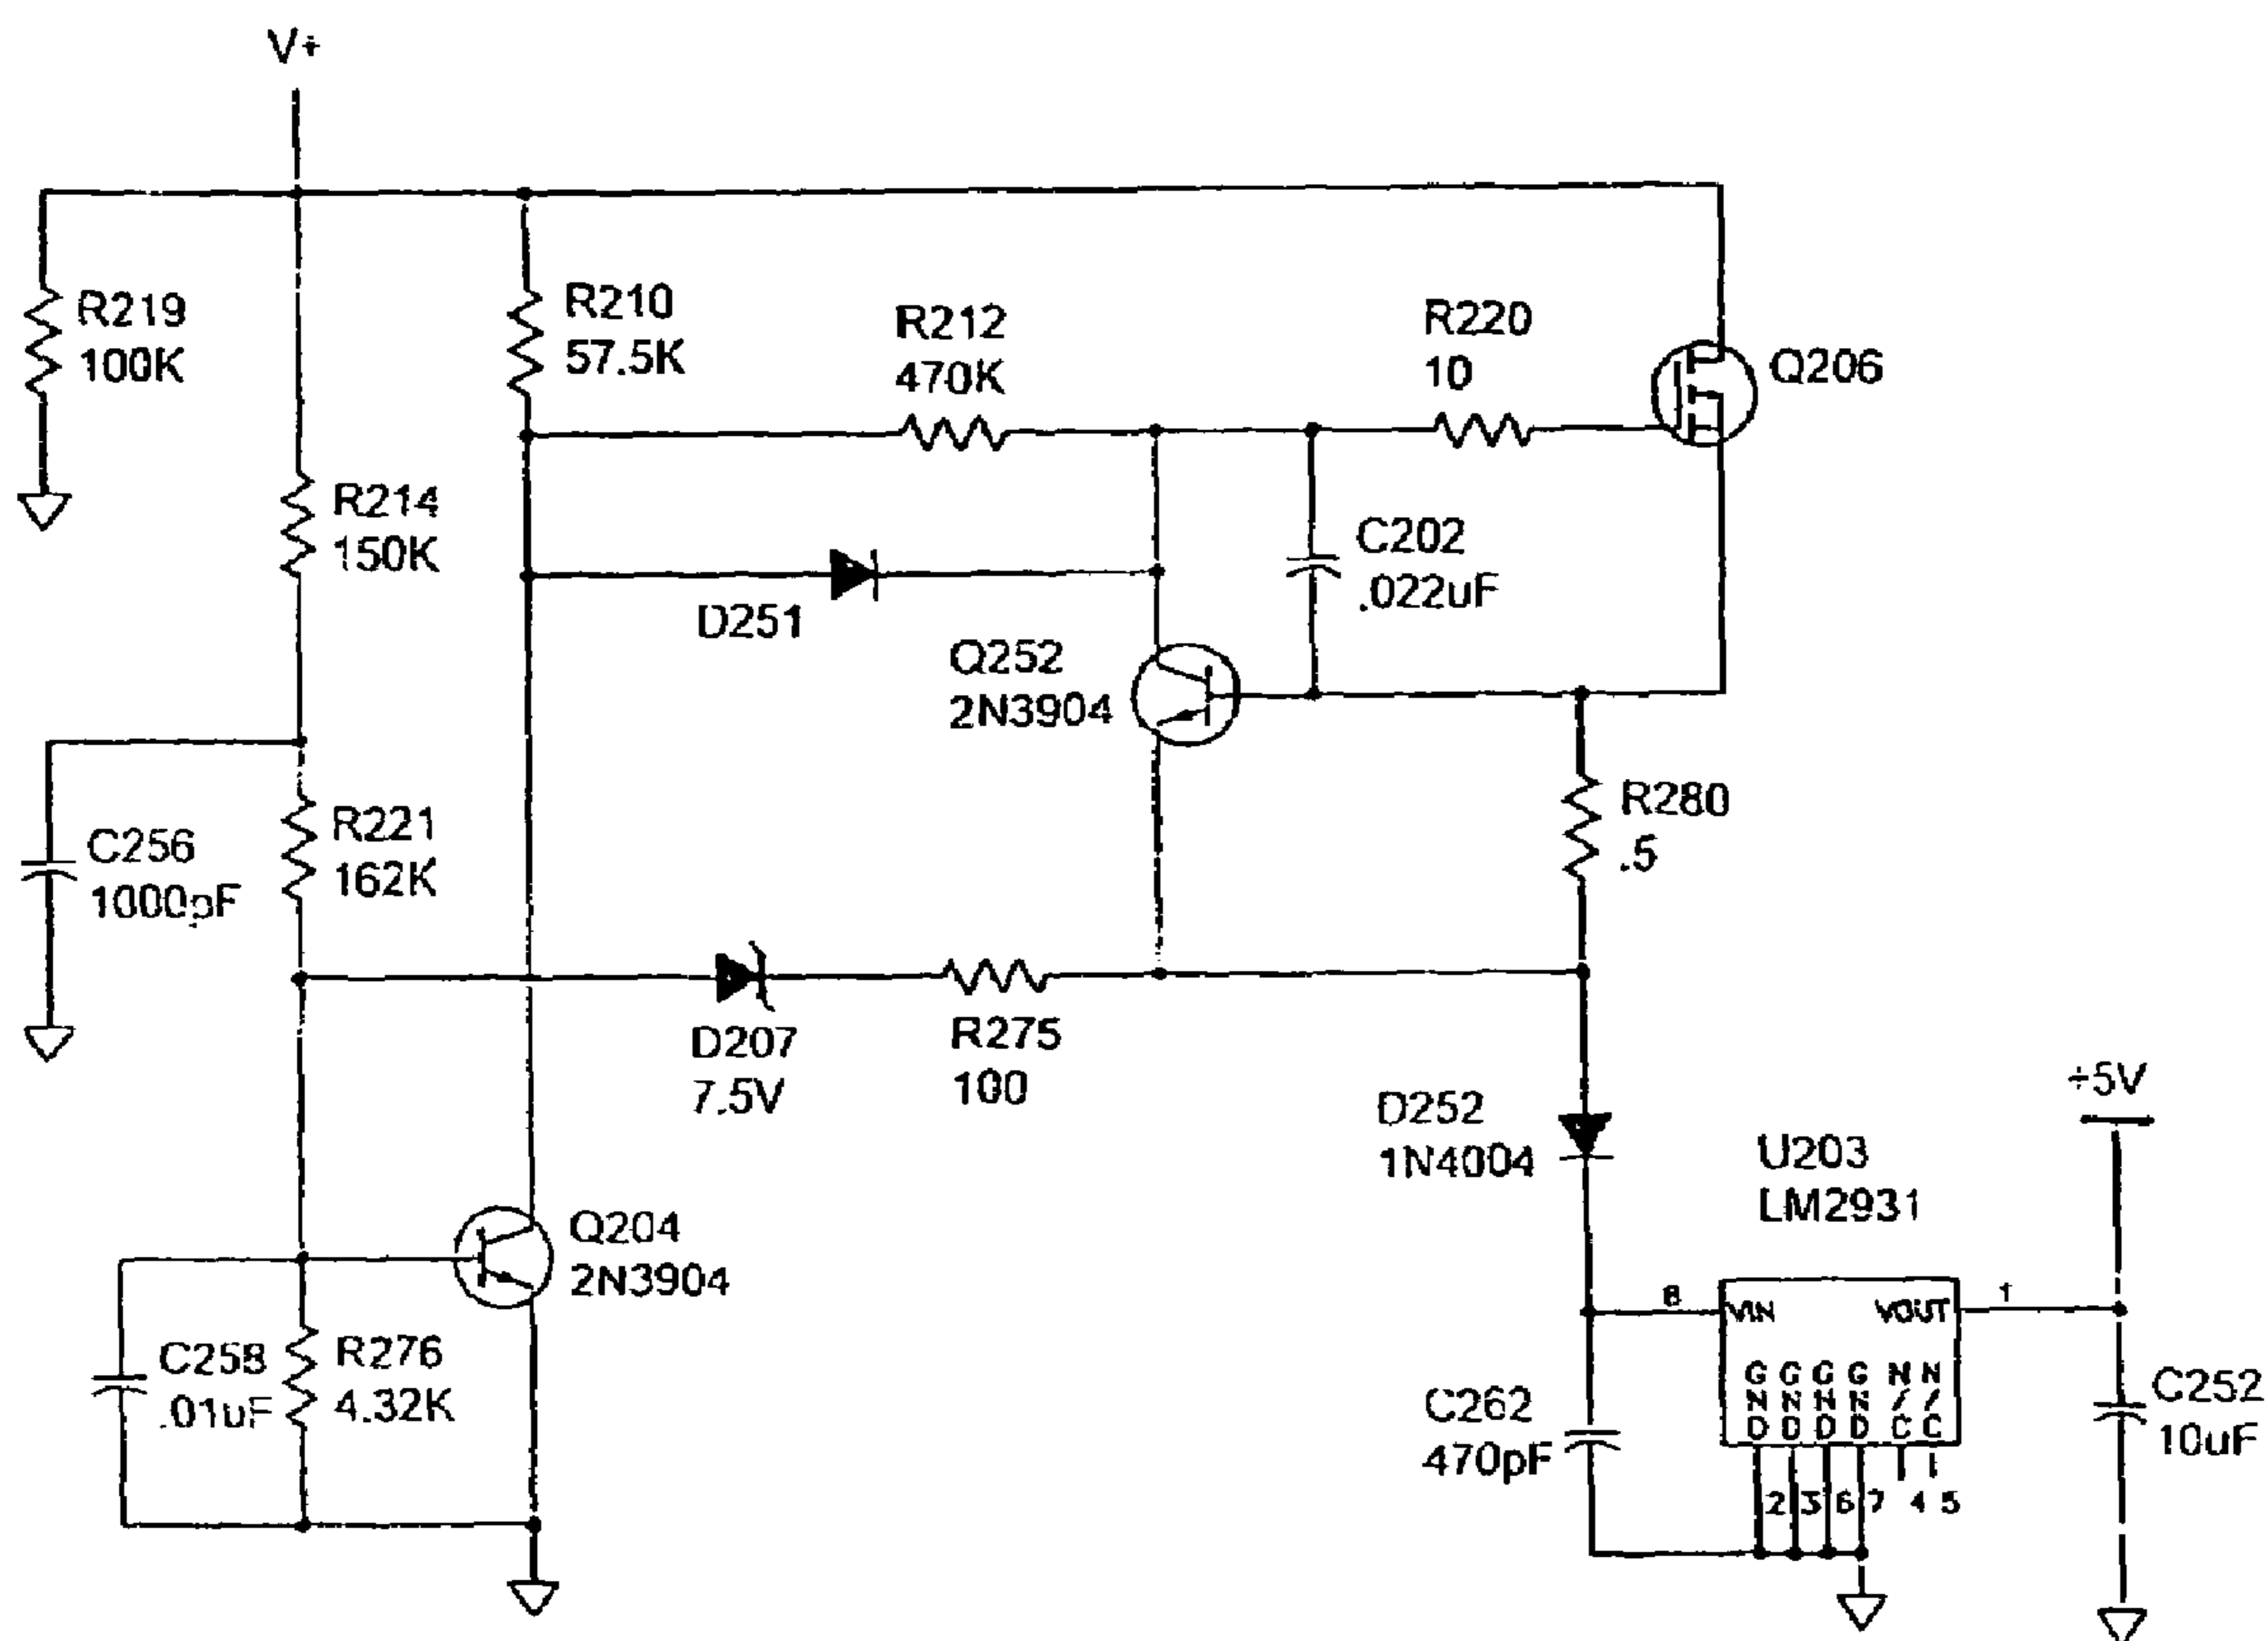 V+
R219
100K
R210
57.5K
R212
470K
R220
10
Q206
R214
150K
C202
.022uF
D251
Q252
2N3904
R280
.5
C256
1000pF
R221
162K
D207
7.5V
R275
100
D252
1N4004
+5V
U203
LM2931
Q204
2N3904
8
VIN
VOUT
1
C258
.01uF
R276
4.32K
GND
GND
GND
GND
N/C
N/C
C262
470pF
C252
10uF
2 3 6 7 4 5